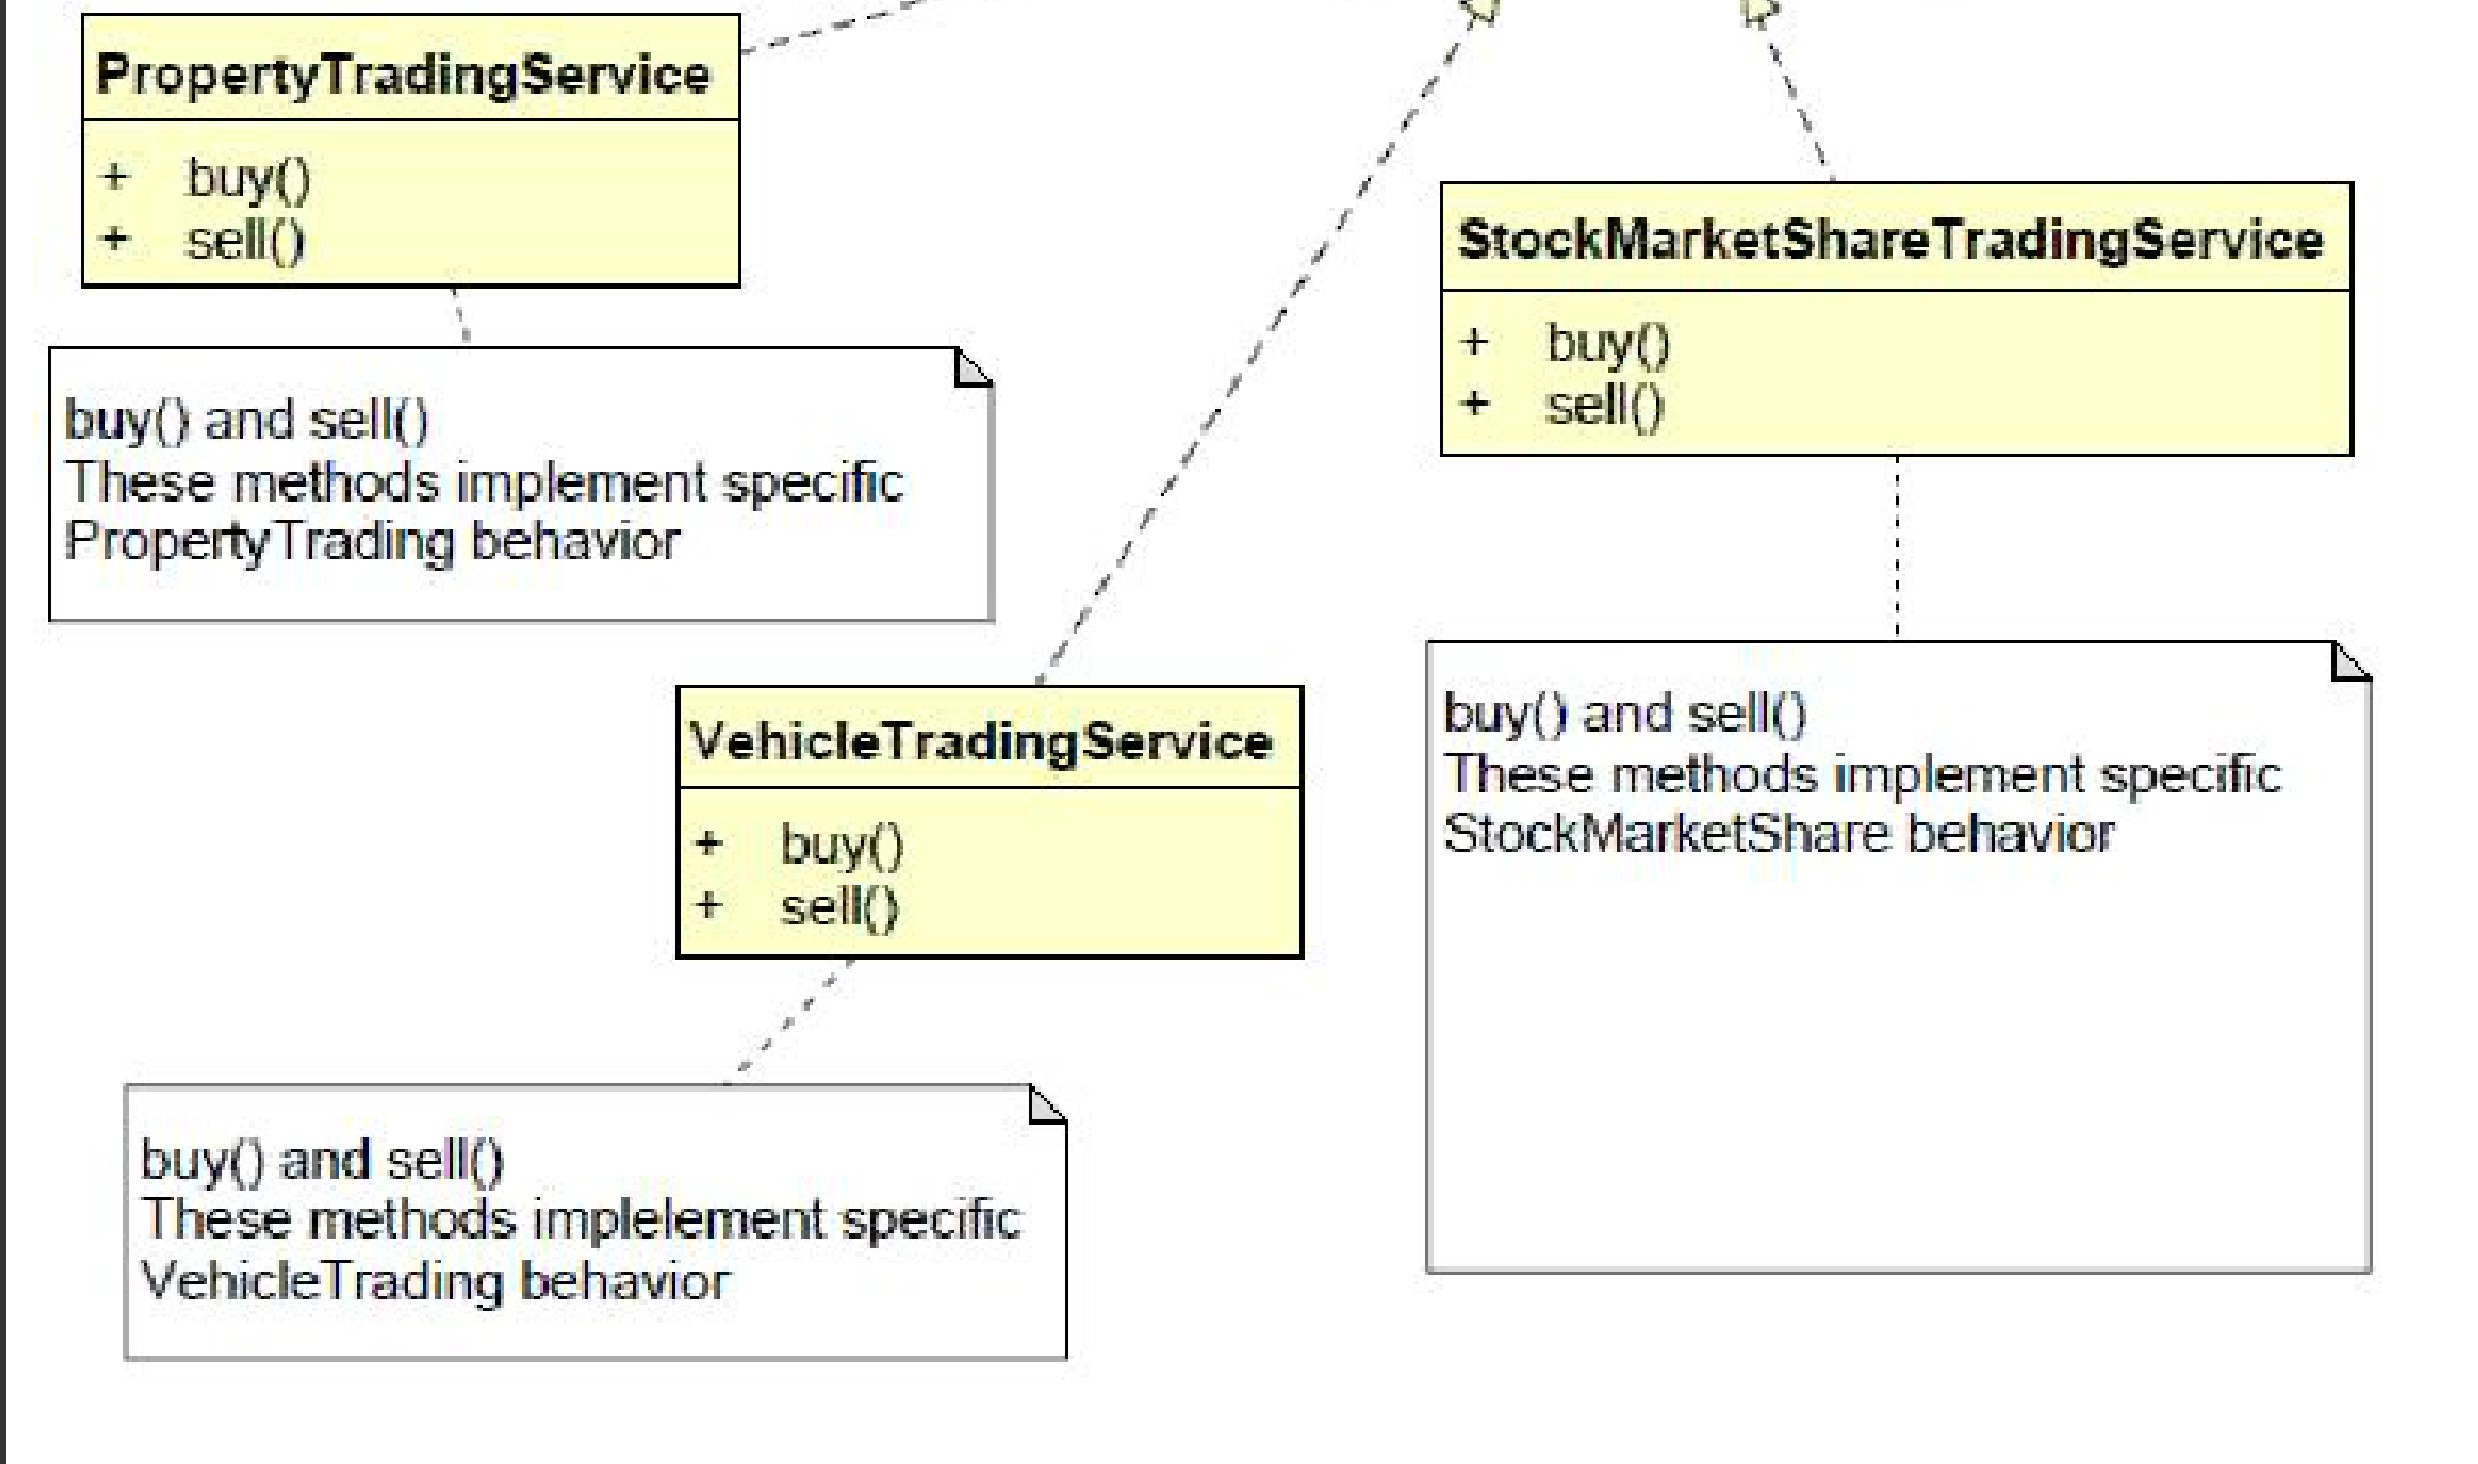 PropertyTradingService
+ buy()
+ sell()
buy() and sell()
These methods implement specific
PropertyTrading behavior
StockMarketShareTradingService
+ buy()
+ sell()
buy() and sell()
These methods implement specific
StockMarketShare behavior
VehicleTradingService
+ buy()
+ sell()
buy() and sell()
These methods implelement specific
VehicleTrading behavior